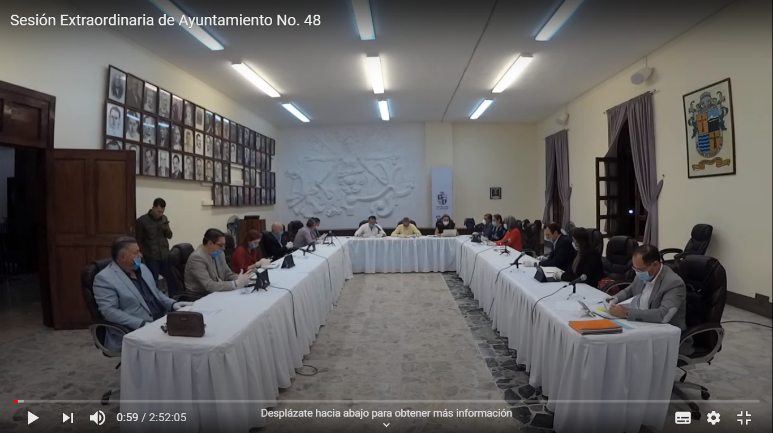 Sesión Extraordinaria de Ayuntamiento No. 48
Desplázate hacia abajo para obtener más información
0:59 / 2:52:05